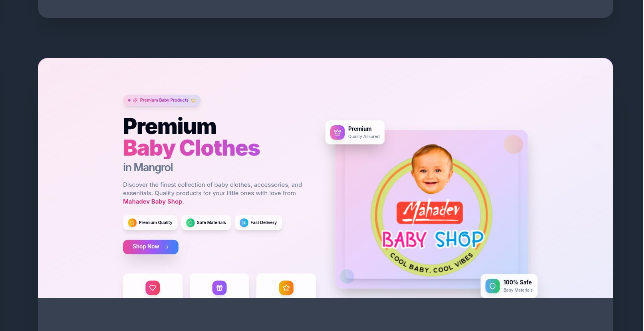 Premium Baby Products
Premium
Baby Clothes
in Mangrol
Discover the finest collection of baby clothes, accessories, and
essentials. Quality products for your little ones with love from
Mahadev Baby Shop.
Premium Quality
Safe Materials
Fast Delivery
Shop Now
Premium
Quality Assured
Mahadev
BABY SHOP
COOL BABY, COOL VIBES
100% Safe
Baby Materials